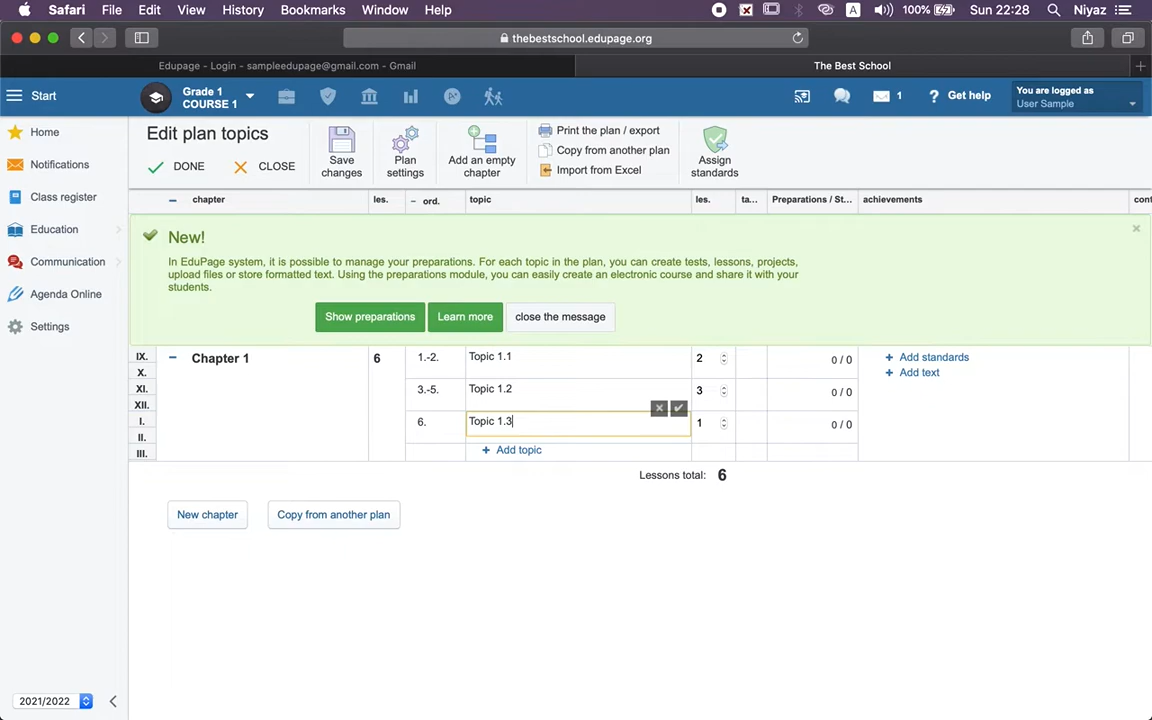 Safari File Edit View History Bookmarks Window Help A 100% Sun 22:28 Niyaz
thebestschool.edupage.org
Edupage - Login - sampleedupage@gmail.com - Gmail The Best School
Start Grade 1 COURSE 1 1 ? Get help You are logged as User Sample
Home
Notifications
Class register
Education
Communication
Agenda Online
Settings
2021/2022
Edit plan topics
DONE CLOSE
Save changes
Plan settings
Add an empty chapter
Print the plan / export
Copy from another plan
Import from Excel
Assign standards
chapter les. ord. topic les. ta... Preparations / St... achievements cont
New!
In EduPage system, it is possible to manage your preparations. For each topic in the plan, you can create tests, lessons, projects,
upload files or store formatted text. Using the preparations module, you can easily create an electronic course and share it with your
students.
Show preparations Learn more close the message
IX. Chapter 1 6 1.-2. Topic 1.1 2 0 / 0 + Add standards
X. + Add text
XI. 3.-5. Topic 1.2 3 0 / 0
XII.
I. 6. Topic 1.3 1 0 / 0
II.
III. + Add topic
Lessons total: 6
New chapter Copy from another plan